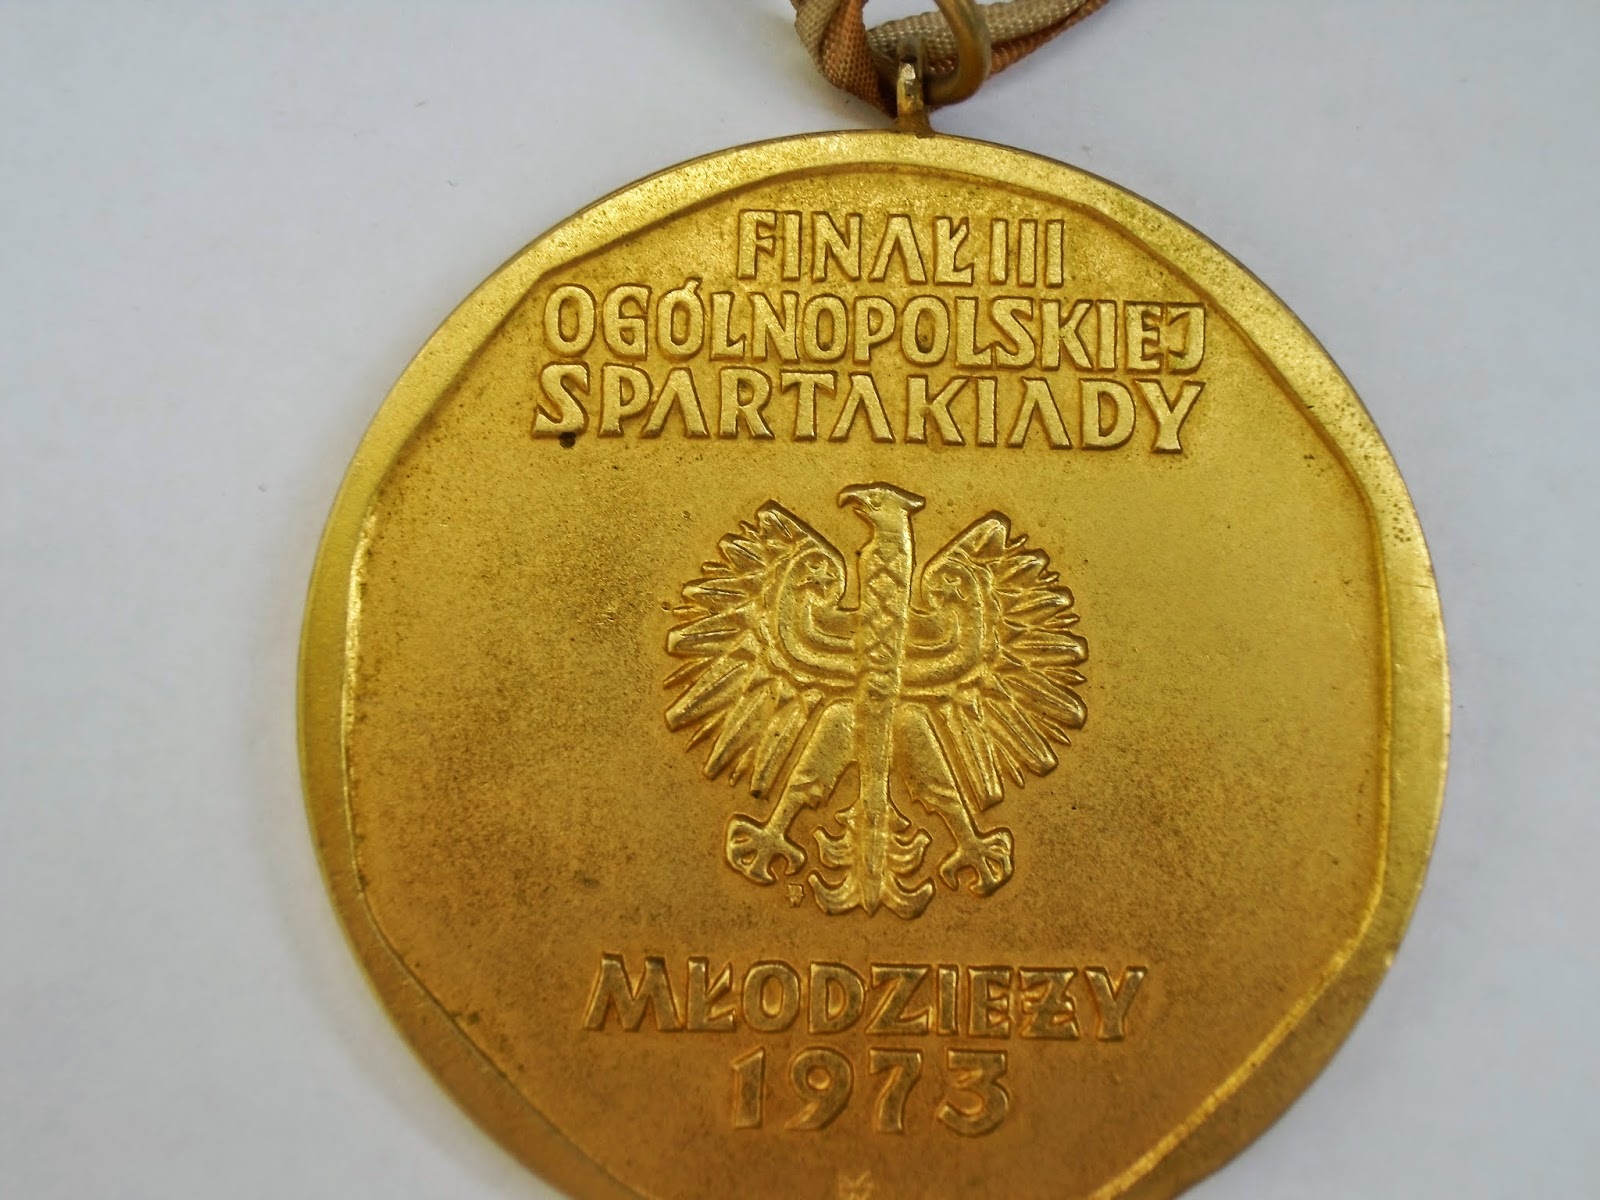 FINAŁ III
OGÓLNOPOLSKIEJ
SPARTAKIADY
MŁODZIEŻY
1973